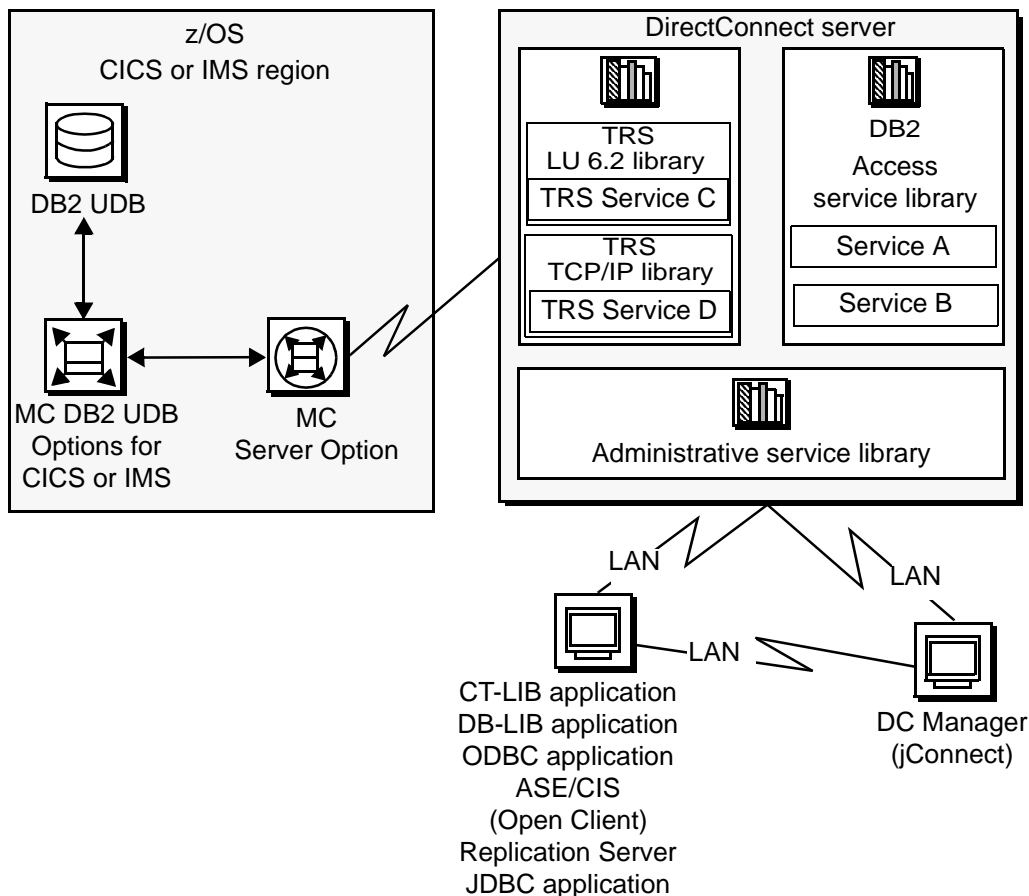 z/OS
CICS or IMS region
DB2 UDB
MC DB2 UDB
Options for
CICS or IMS
MC
Server Option
DirectConnect server
TRS
LU 6.2 library
TRS Service C
TRS
TCP/IP library
TRS Service D
DB2
Access
service library
Service A
Service B
Administrative service library
LAN
LAN
LAN
CT-LIB application
DB-LIB application
ODBC application
ASE/CIS
(Open Client)
Replication Server
JDBC application
DC Manager
(jConnect)